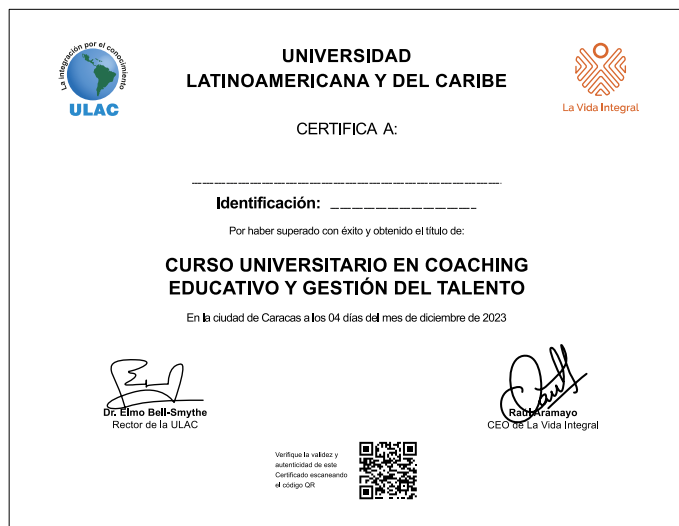 La integración por el conocimiento
ULAC
UNIVERSIDAD
LATINOAMERICANA Y DEL CARIBE
La Vida Integral
CERTIFICA A:
Identificación:
Por haber superado con éxito y obtenido el título de:
CURSO UNIVERSITARIO EN COACHING
EDUCATIVO Y GESTIÓN DEL TALENTO
En la ciudad de Caracas a los 04 días del mes de diciembre de 2023
Dr. Elmo Bell-Smythe
Rector de la ULAC
Raúl Aramayo
CEO de La Vida Integral
Verifique la validez y
autenticidad de este
Certificado escaneando
el código QR